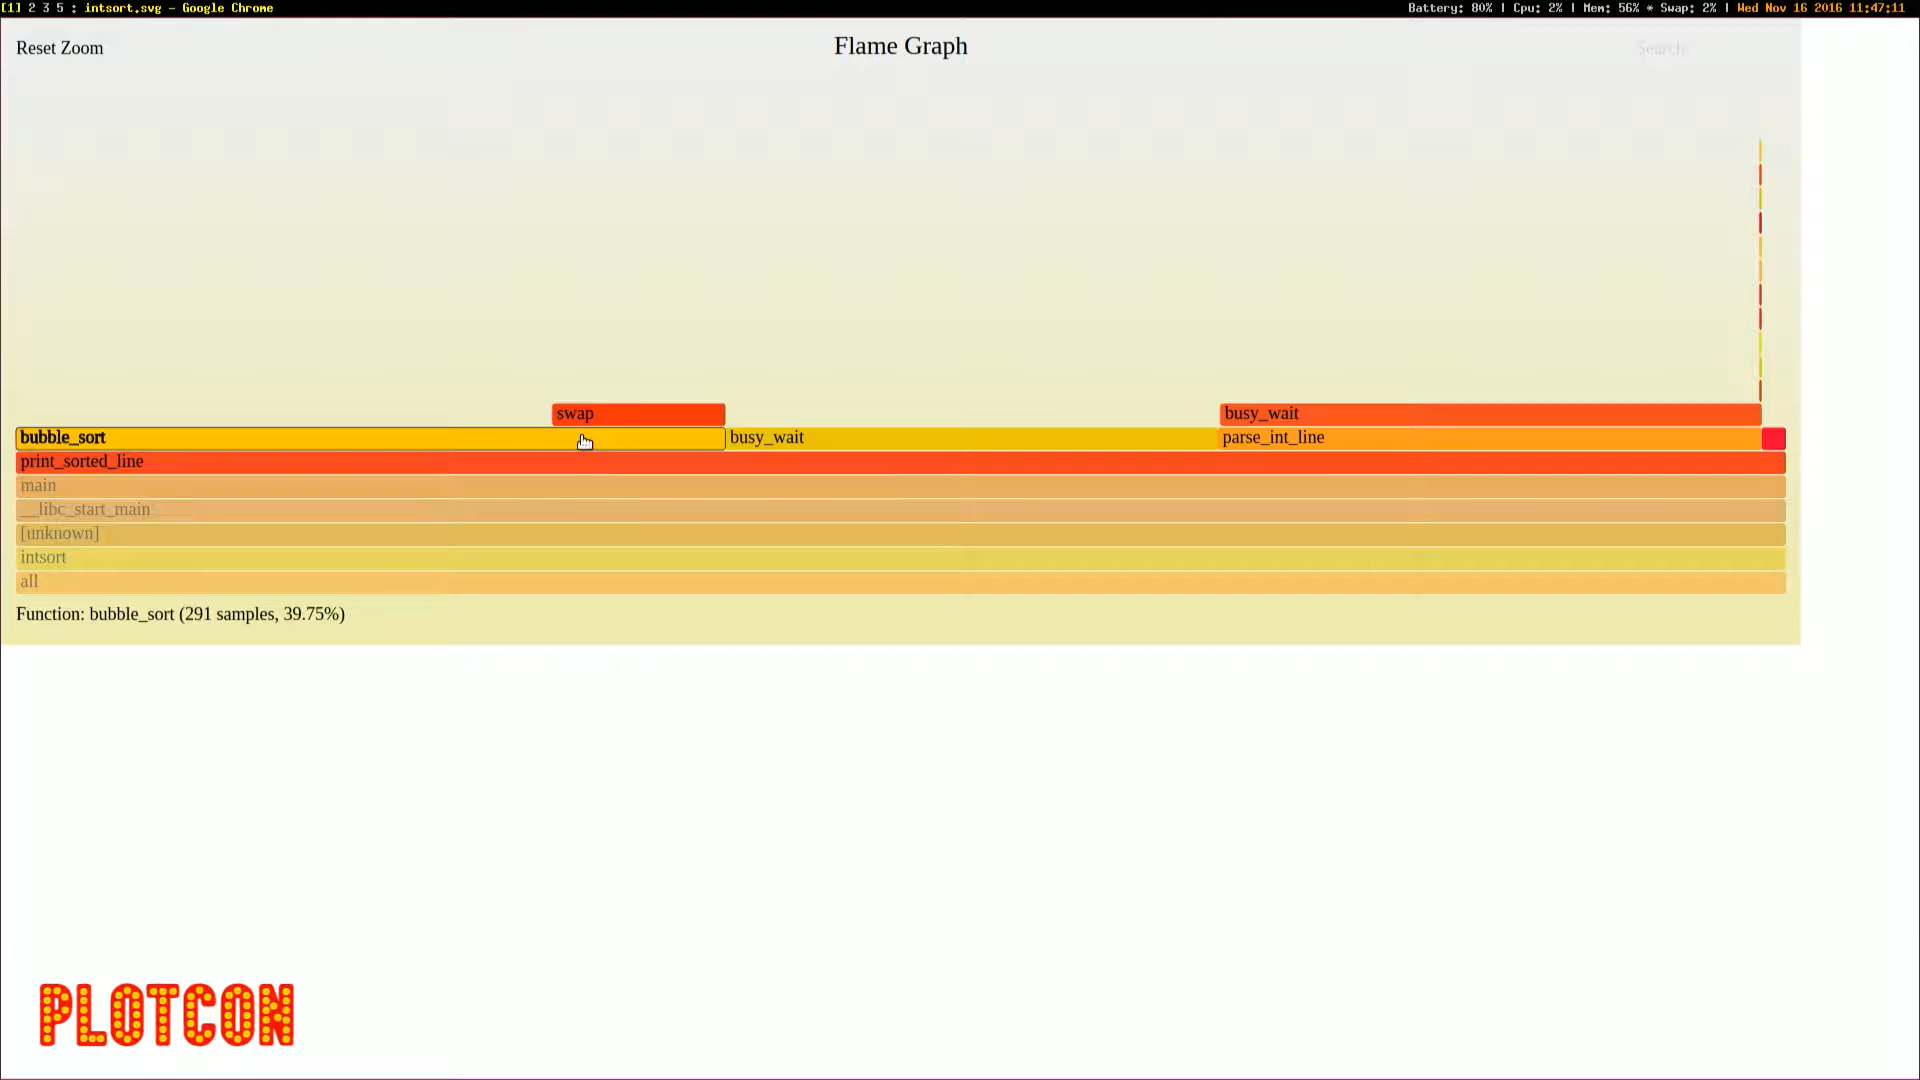 [1] 2 3 5 : intsort.svg - Google Chrome
Battery: 80% | Cpu: 2% | Mem: 56% * Swap: 2% | Wed Nov 16 2016 11:47:11
Reset Zoom
Flame Graph
Search
swap
busy_wait
bubble_sort
busy_wait
parse_int_line
print_sorted_line
main
__libc_start_main
[unknown]
intsort
all
Function: bubble_sort (291 samples, 39.75%)
PLOTCON